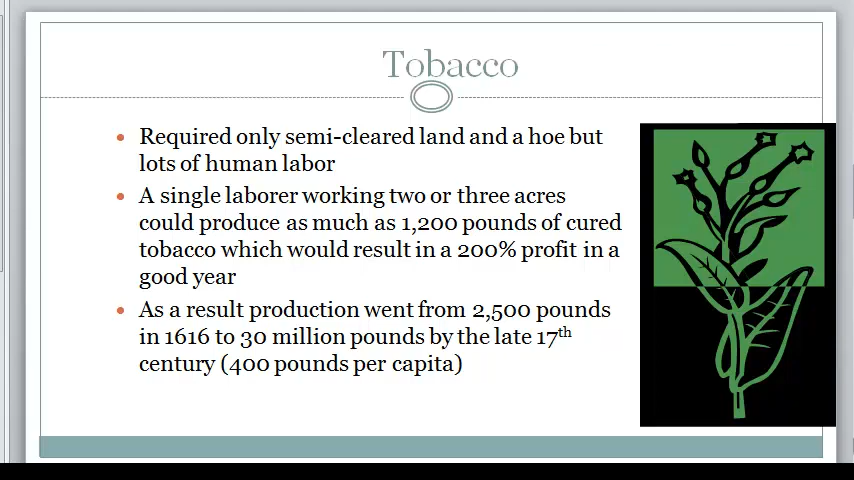 Tobacco
• Required only semi-cleared land and a hoe but
lots of human labor
• A single laborer working two or three acres
could produce as much as 1,200 pounds of cured
tobacco which would result in a 200% profit in a
good year
• As a result production went from 2,500 pounds
in 1616 to 30 million pounds by the late 17th
century (400 pounds per capita)